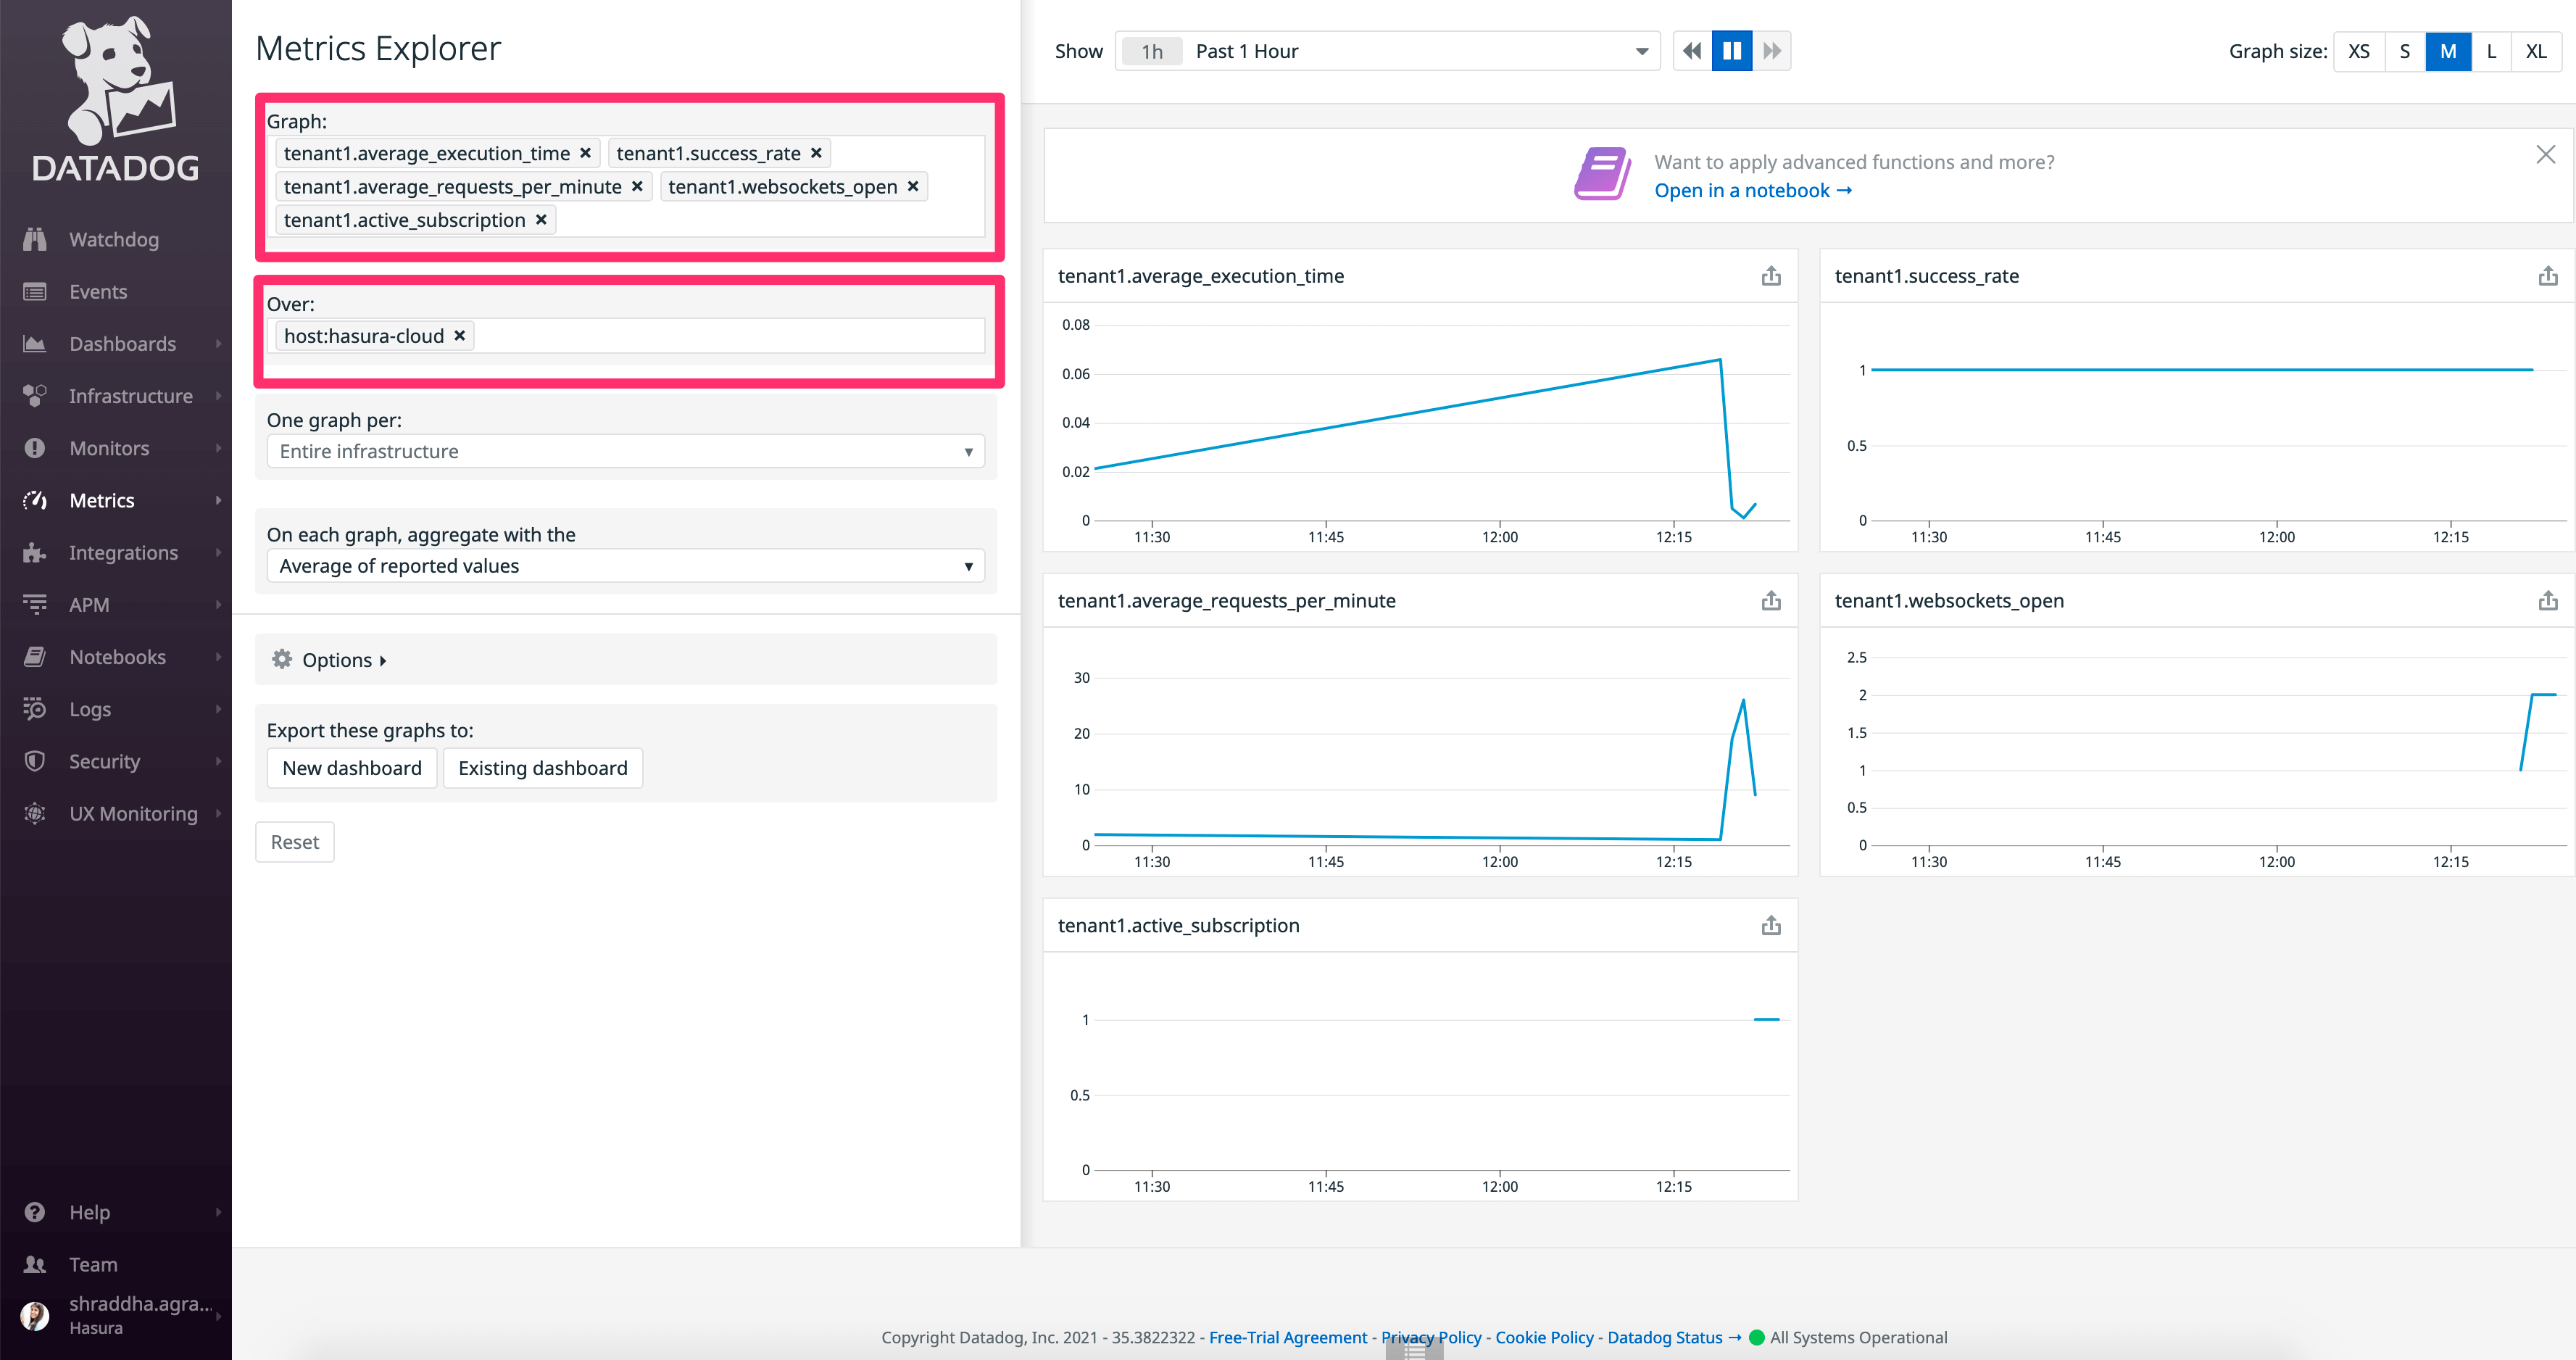 DATADOG
Watchdog
Events
Dashboards
Infrastructure
Monitors
Metrics
Integrations
APM
Notebooks
Logs
Security
UX Monitoring
Help
Team
shraddha.agra...
Hasura
Metrics Explorer
Graph:
tenant1.average_execution_time × tenant1.success_rate ×
tenant1.average_requests_per_minute × tenant1.websockets_open ×
tenant1.active_subscription ×
Over:
host:hasura-cloud ×
One graph per:
Entire infrastructure
On each graph, aggregate with the
Average of reported values
Options
Export these graphs to:
New dashboard Existing dashboard
Reset
Show 1h Past 1 Hour
Graph size: XS S M L XL
Want to apply advanced functions and more?
Open in a notebook →
tenant1.average_execution_time
0.08
0.06
0.04
0.02
0
11:30 11:45 12:00 12:15
tenant1.success_rate
1
0.5
0
11:30 11:45 12:00 12:15
tenant1.average_requests_per_minute
30
20
10
0
11:30 11:45 12:00 12:15
tenant1.websockets_open
2.5
2
1.5
1
0.5
0
11:30 11:45 12:00 12:15
tenant1.active_subscription
1
0.5
0
11:30 11:45 12:00 12:15
Copyright Datadog, Inc. 2021 - 35.3822322 - Free-Trial Agreement - Privacy Policy - Cookie Policy - Datadog Status → All Systems Operational